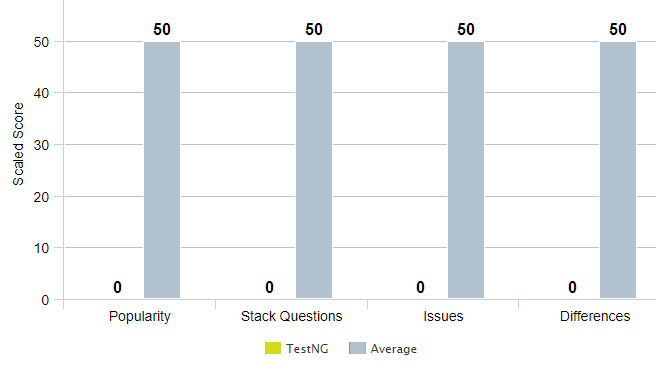 50 50 50 50
50
40
30
20
10
0
Scaled Score
0 0 0 0
Popularity Stack Questions Issues Differences
TestNG Average